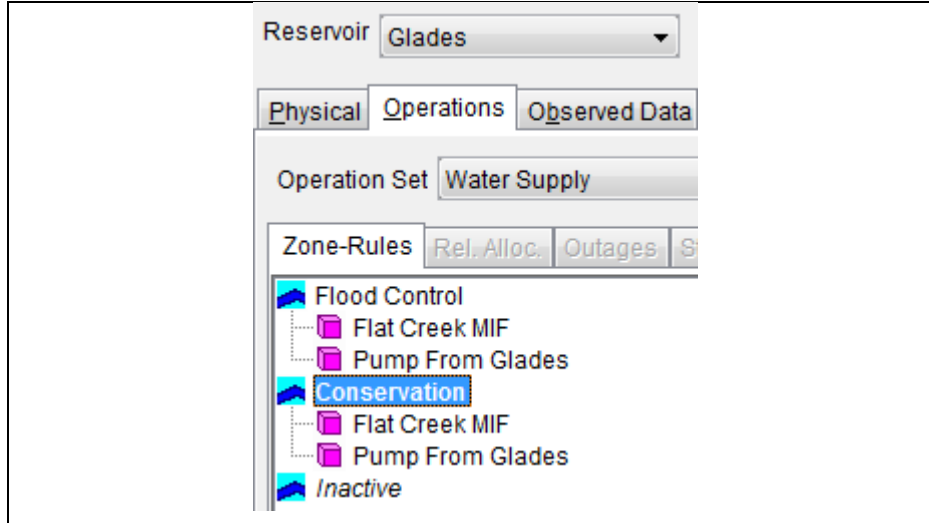 Reservoir Glades
Physical Operations Observed Data
Operation Set Water Supply
Zone-Rules Rel. Alloc. Outages
Flood Control
Flat Creek MIF
Pump From Glades
Conservation
Flat Creek MIF
Pump From Glades
Inactive